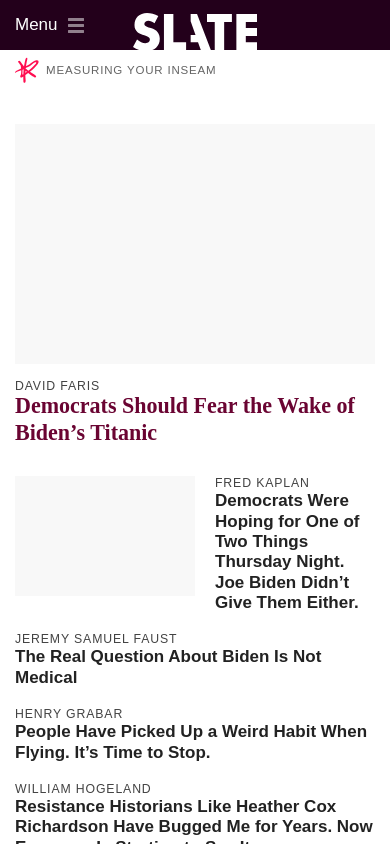 Menu
SLATE
MEASURING YOUR INSEAM
DAVID FARIS
Democrats Should Fear the Wake of
Biden’s Titanic
FRED KAPLAN
Democrats Were
Hoping for One of
Two Things
Thursday Night.
Joe Biden Didn’t
Give Them Either.
JEREMY SAMUEL FAUST
The Real Question About Biden Is Not
Medical
HENRY GRABAR
People Have Picked Up a Weird Habit When
Flying. It’s Time to Stop.
WILLIAM HOGELAND
Resistance Historians Like Heather Cox
Richardson Have Bugged Me for Years. Now